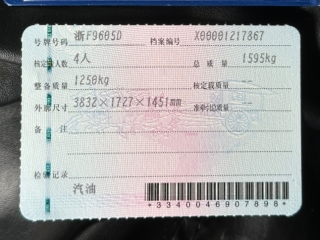 号牌号码 浙F9605D 档案编号 X00001217867
核定载人数 4人 总质量 1595kg
整备质量 1250kg 核定载质量 --
外廓尺寸 3832×1727×1451mm 准牵引总质量 --
备注
检验记录
汽油
*3340046907898*